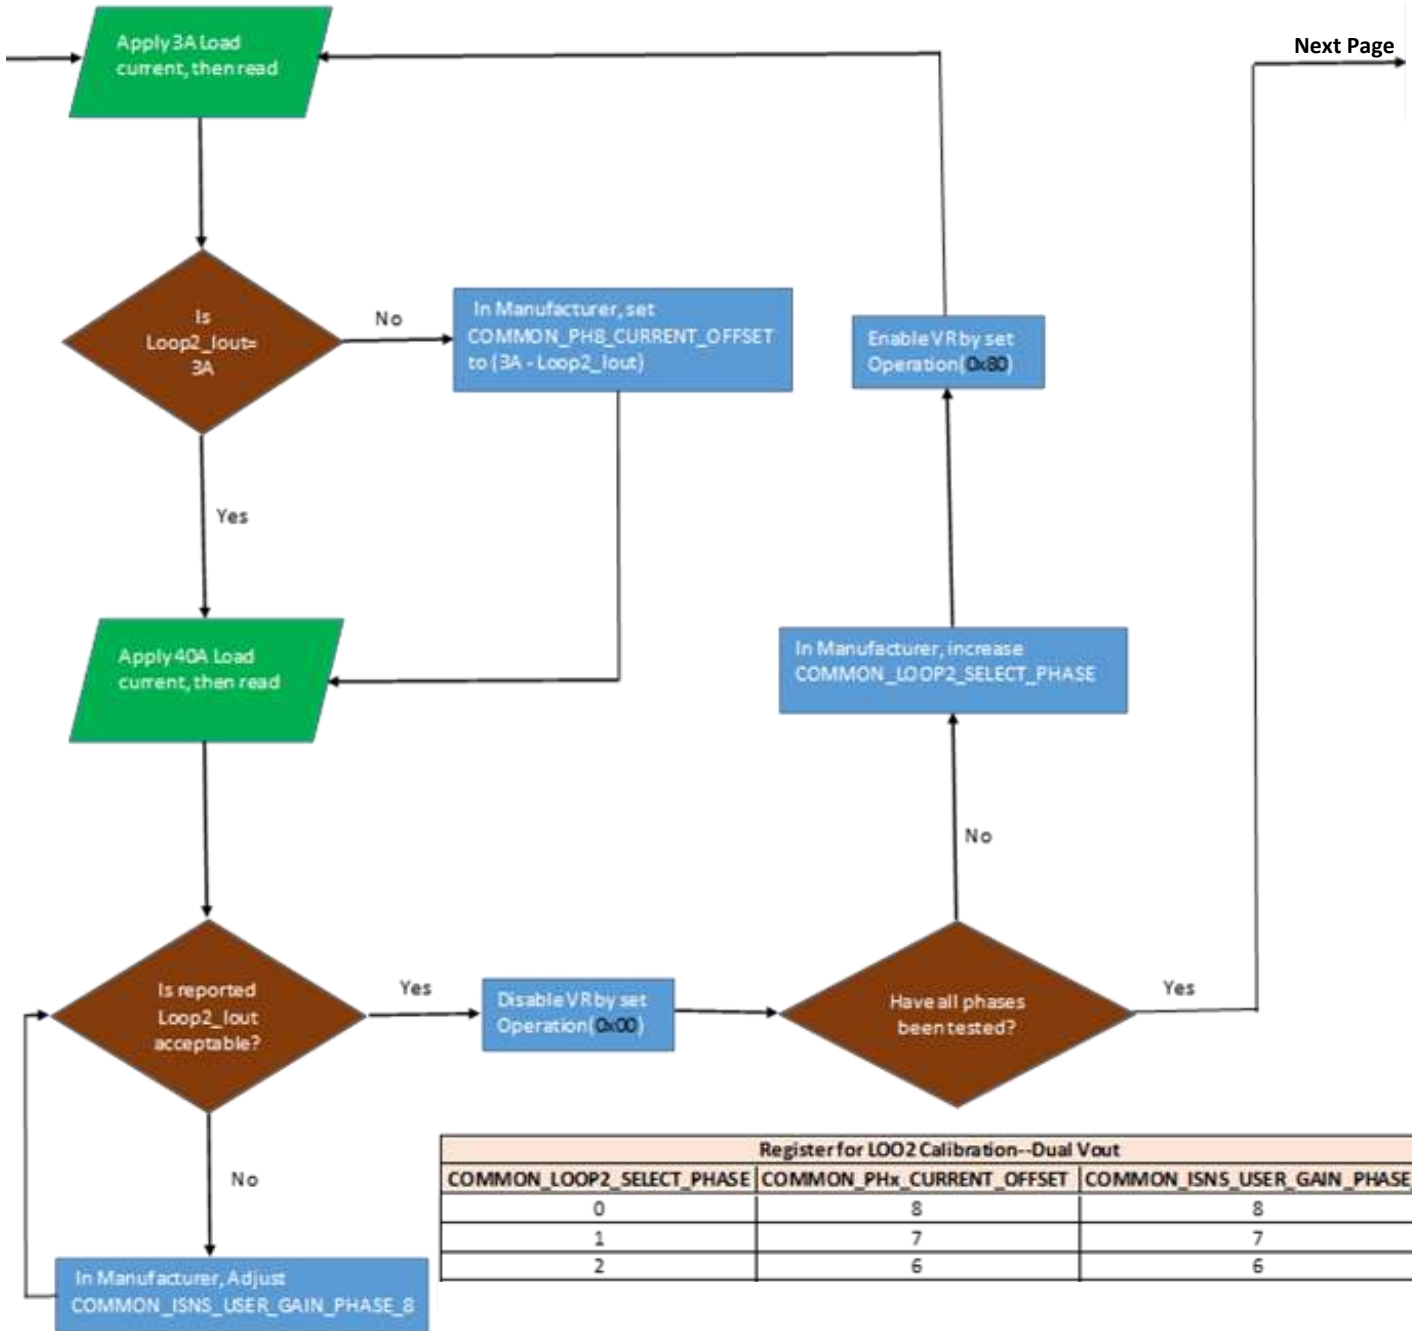 Apply 3A Load
current, then read
Next Page
Is
Loop2_Iout=
3A
No
In Manufacturer, set
COMMON_PH8_CURRENT_OFFSET
to (3A - Loop2_Iout)
Enable VR by set
Operation(0x80)
Yes
Apply 40A Load
current, then read
In Manufacturer, increase
COMMON_LOOP2_SELECT_PHASE
No
Is reported
Loop2_Iout
acceptable?
Yes
Disable VR by set
Operation(0x00)
Have all phases
been tested?
Yes
No
In Manufacturer, Adjust
COMMON_ISNS_USER_GAIN_PHASE_8
Register for LOO2 Calibration--Dual Vout
COMMON_LOOP2_SELECT_PHASE COMMON_PHx_CURRENT_OFFSET COMMON_ISNS_USER_GAIN_PHASE_
0 8 8
1 7 7
2 6 6